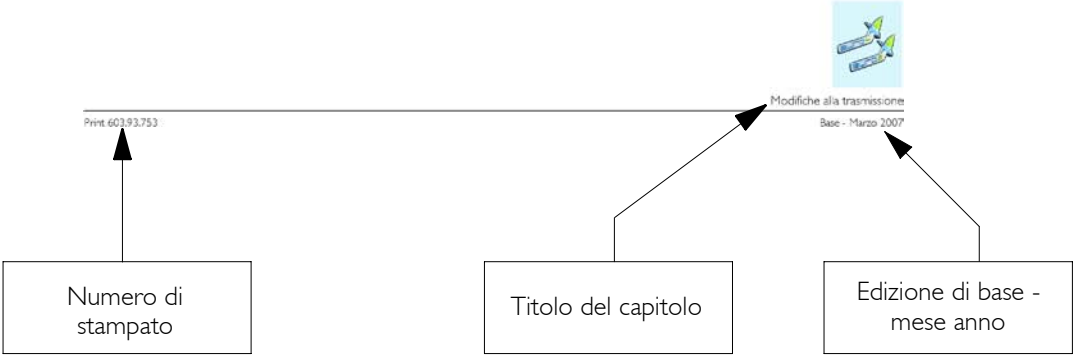 Modifiche alla trasmissione
Print 603.93.753
Base - Marzo 2007
Numero di
stampato
Titolo del capitolo
Edizione di base -
mese anno